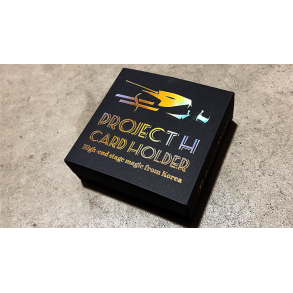 PROJECT H
CARD HOLDER
High-end stage magic from Korea